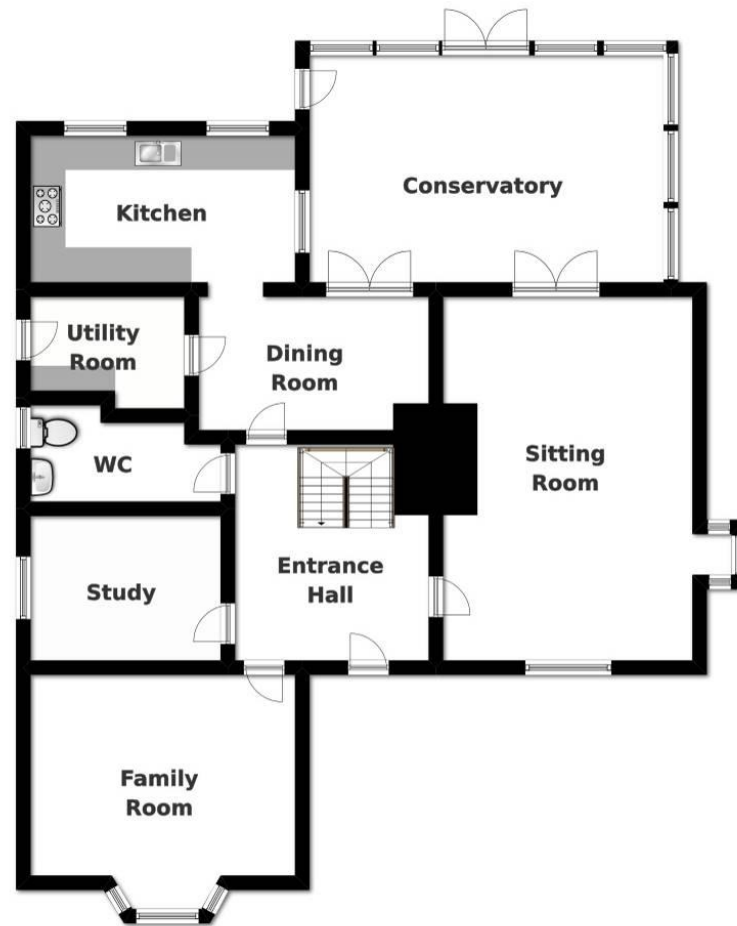 Conservatory
Kitchen
Utility
Room
Dining
Room
Sitting
Room
WC
Entrance
Hall
Study
Family
Room